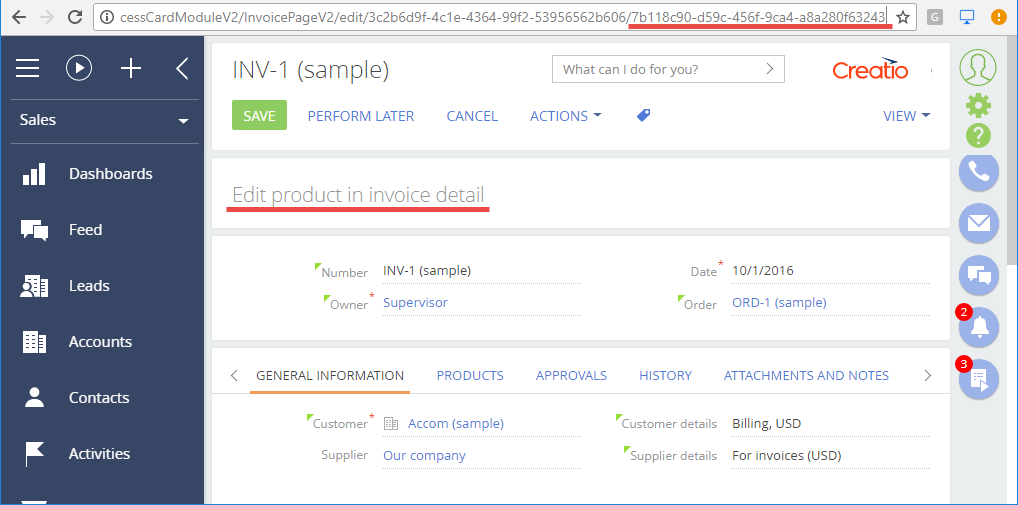 cessCardModuleV2/InvoicePageV2/edit/3c2b6d9f-4c1e-4364-99f2-53956562b606/7b118c90-d59c-456f-9ca4-a8a280f63243
G
INV-1 (sample)
What can I do for you?
Creatio
SAVE
PERFORM LATER
CANCEL
ACTIONS
VIEW
Sales
Dashboards
Feed
Leads
Accounts
Contacts
Activities
Edit product in invoice detail
Number INV-1 (sample)
Date* 10/1/2016
Owner* Supervisor
Order ORD-1 (sample)
GENERAL INFORMATION
PRODUCTS
APPROVALS
HISTORY
ATTACHMENTS AND NOTES
Customer* Accom (sample)
Customer details Billing, USD
Supplier Our company
Supplier details For invoices (USD)
?
2
3